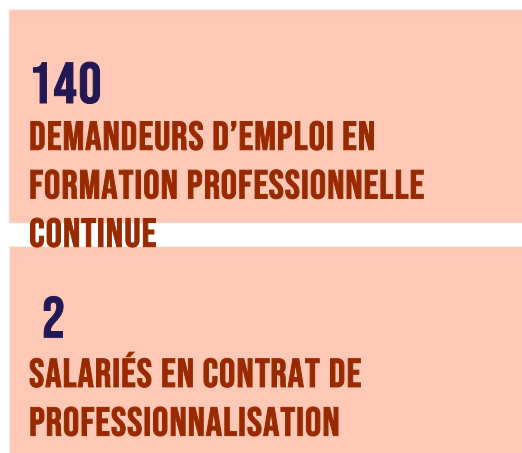 140
DEMANDEURS D’EMPLOI EN
FORMATION PROFESSIONNELLE
CONTINUE
2
SALARIÉS EN CONTRAT DE
PROFESSIONNALISATION